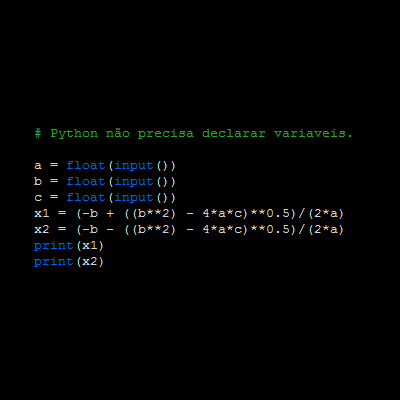 # Python não precisa declarar variaveis.
a = float(input())
b = float(input())
c = float(input())
x1 = (-b + ((b**2) - 4*a*c)**0.5)/(2*a)
x2 = (-b - ((b**2) - 4*a*c)**0.5)/(2*a)
print(x1)
print(x2)